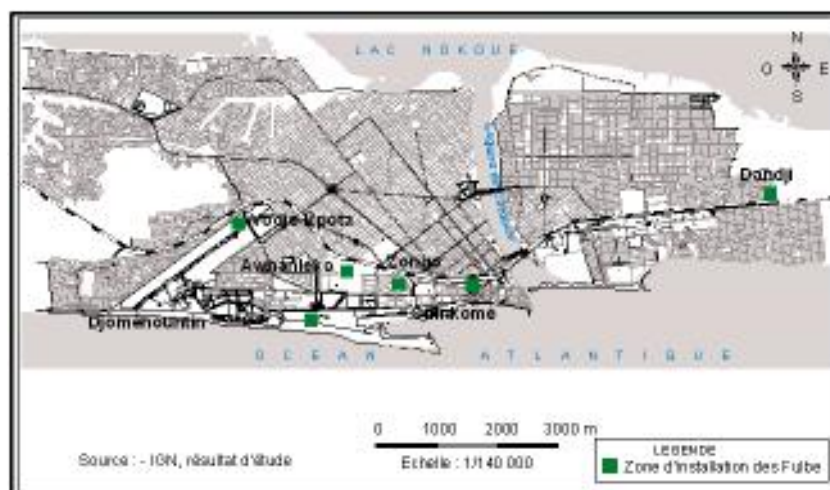 LAC NOKOUE
N
O E
S
Dandji
Zongo
Djomehountin
OCEAN ATLANTIQUE
0 1000 2000 3000 m
Source : - IGN, résultat d'étude
Echelle : 1/140 000
LEGENDE
Zone d'Installation des Fulbe